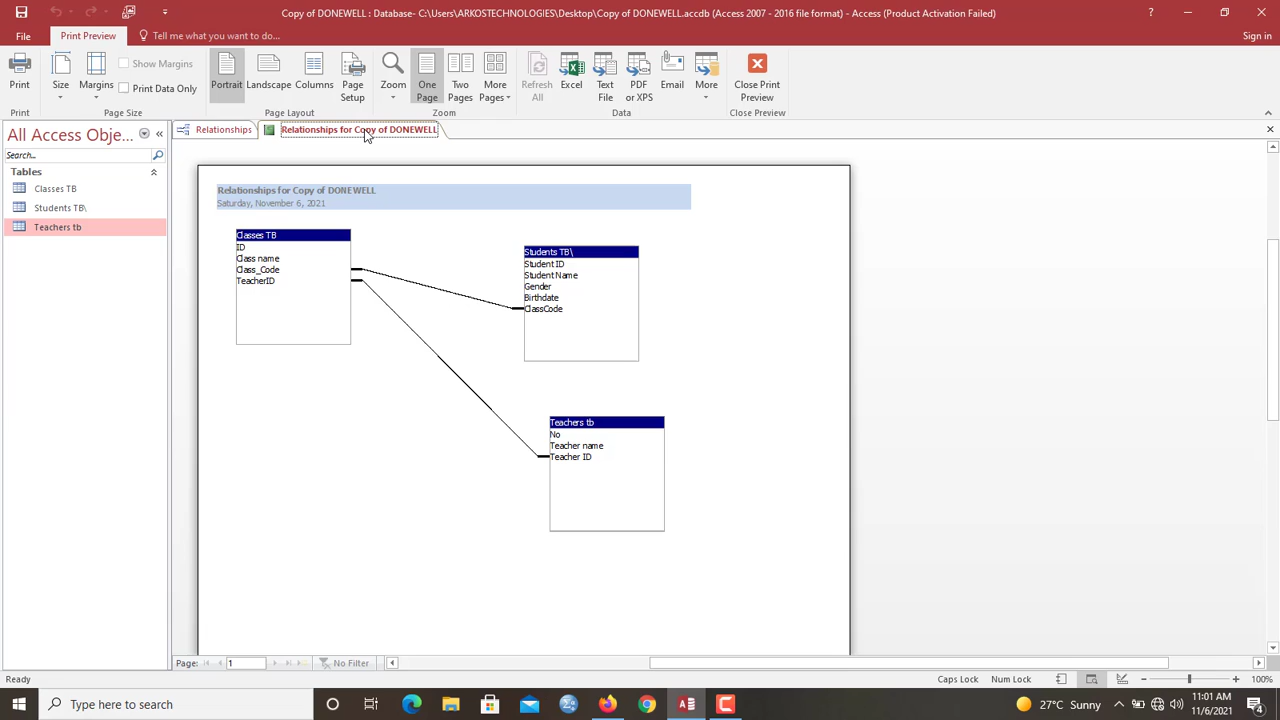 Copy of DONEWELL : Database- C:\Users\ARKOSTECHNOLOGIES\Desktop\Copy of DONEWELL.accdb (Access 2007 - 2016 file format) - Access (Product Activation Failed)
?
File
Print Preview
Tell me what you want to do...
Sign in
Print
Size
Margins
Show Margins
Print Data Only
Portrait
Landscape
Columns
Page Setup
Zoom
One Page
Two Pages
More Pages
Refresh All
Excel
Text File
PDF or XPS
Email
More
Close Print Preview
Print
Page Size
Page Layout
Zoom
Data
Close Preview
All Access Obje...
Search...
Tables
Classes TB
Students TB\
Teachers tb
Relationships
Relationships for Copy of DONEWELL
Relationships for Copy of DONEWELL
Saturday, November 6, 2021
Classes TB
ID
Class name
Class_Code
TeacherID
Students TB\
Student ID
Student Name
Gender
Birthdate
ClassCode
Teachers tb
No
Teacher name
Teacher ID
Page:
1
No Filter
Ready
Caps Lock
Num Lock
100%
Type here to search
27°C Sunny
11:01 AM
11/6/2021
4